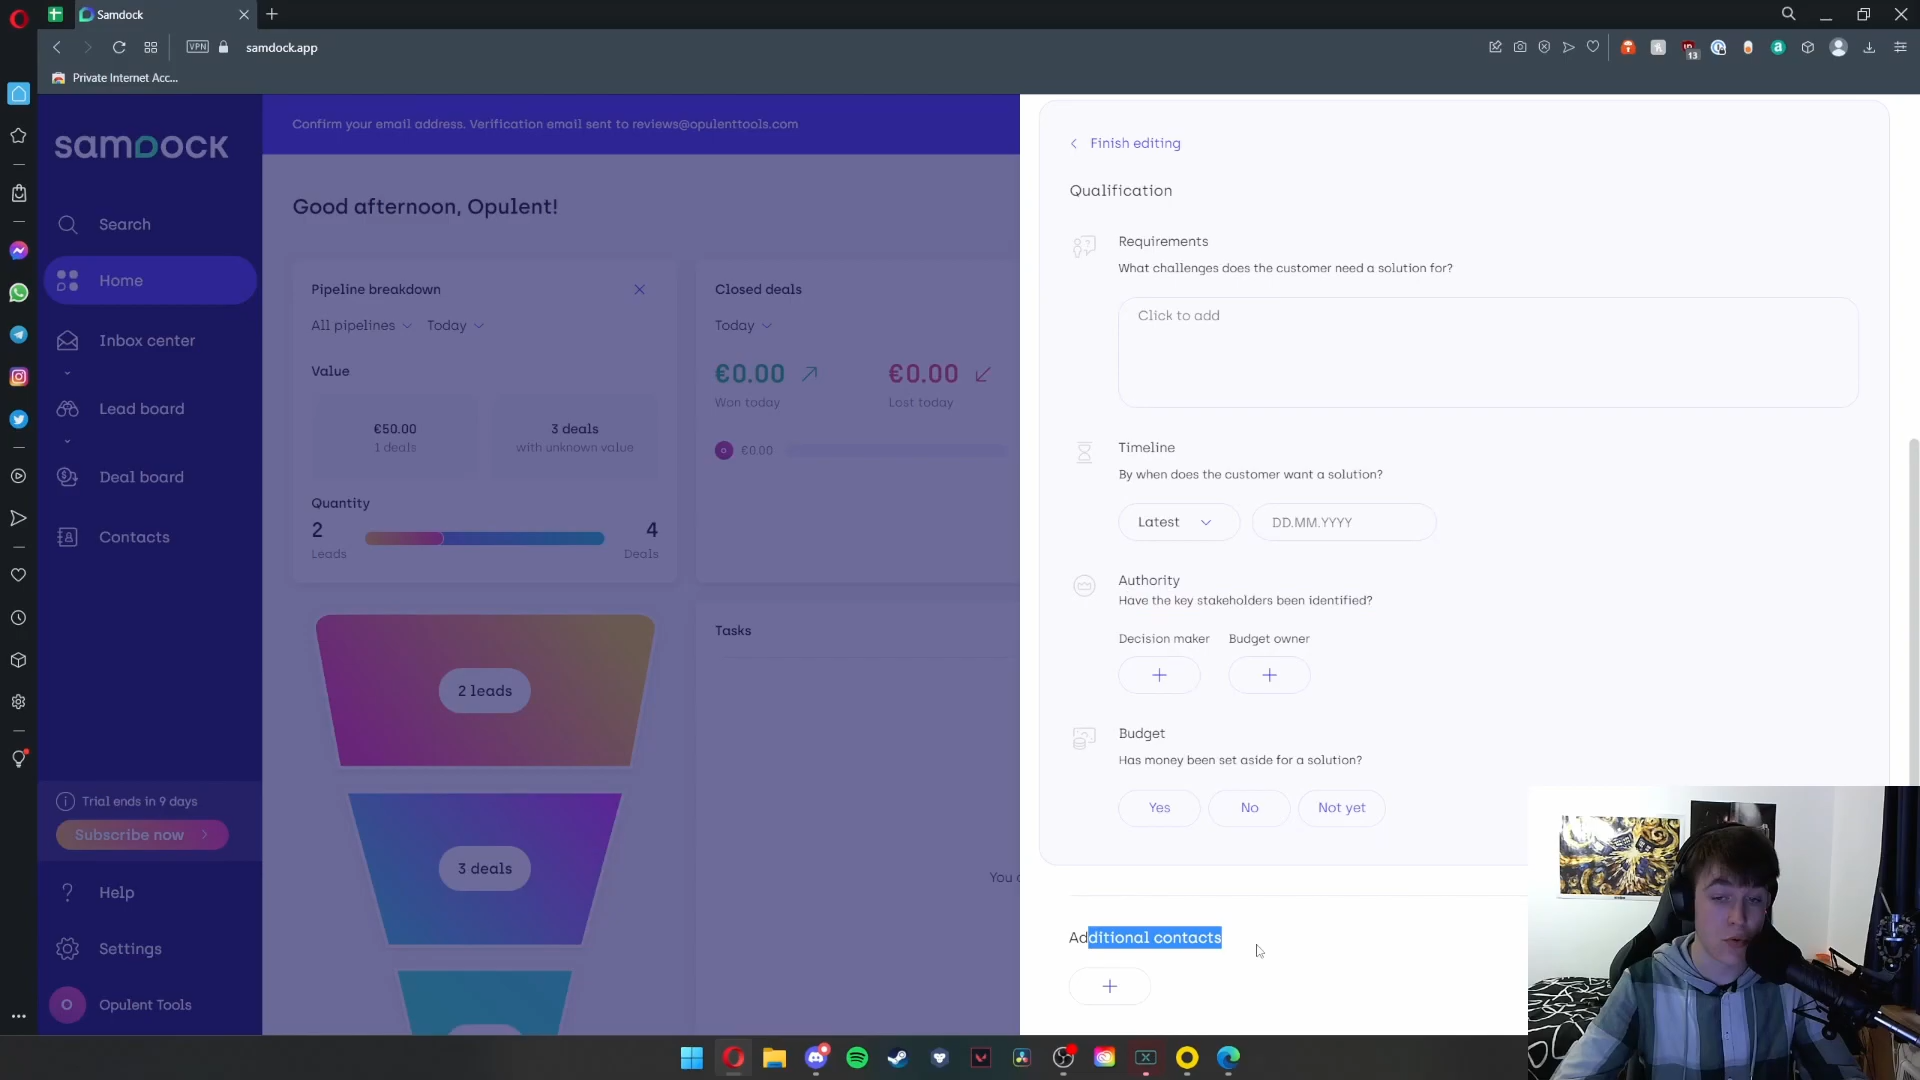 Samdock
VPN
samdock.app
13
Private Internet Acc...
samdock
Search
Home
Inbox center
Lead board
Deal board
Contacts
Trial ends in 9 days
Subscribe now
Help
Settings
O
Opulent Tools
Confirm your email address. Verification email sent to reviews@opulenttools.com
Good afternoon, Opulent!
Pipeline breakdown
All pipelines
Today
Value
€50.00
1 deals
3 deals
with unknown value
Quantity
2
4
Leads
Deals
2 leads
3 deals
Closed deals
Today
€0.00
€0.00
Won today
Lost today
O
€0.00
Tasks
You c
Finish editing
Qualification
Requirements
What challenges does the customer need a solution for?
Click to add
Timeline
By when does the customer want a solution?
Latest
DD.MM.YYYY
Authority
Have the key stakeholders been identified?
Decision maker
Budget owner
Budget
Has money been set aside for a solution?
Yes
No
Not yet
Additional contacts